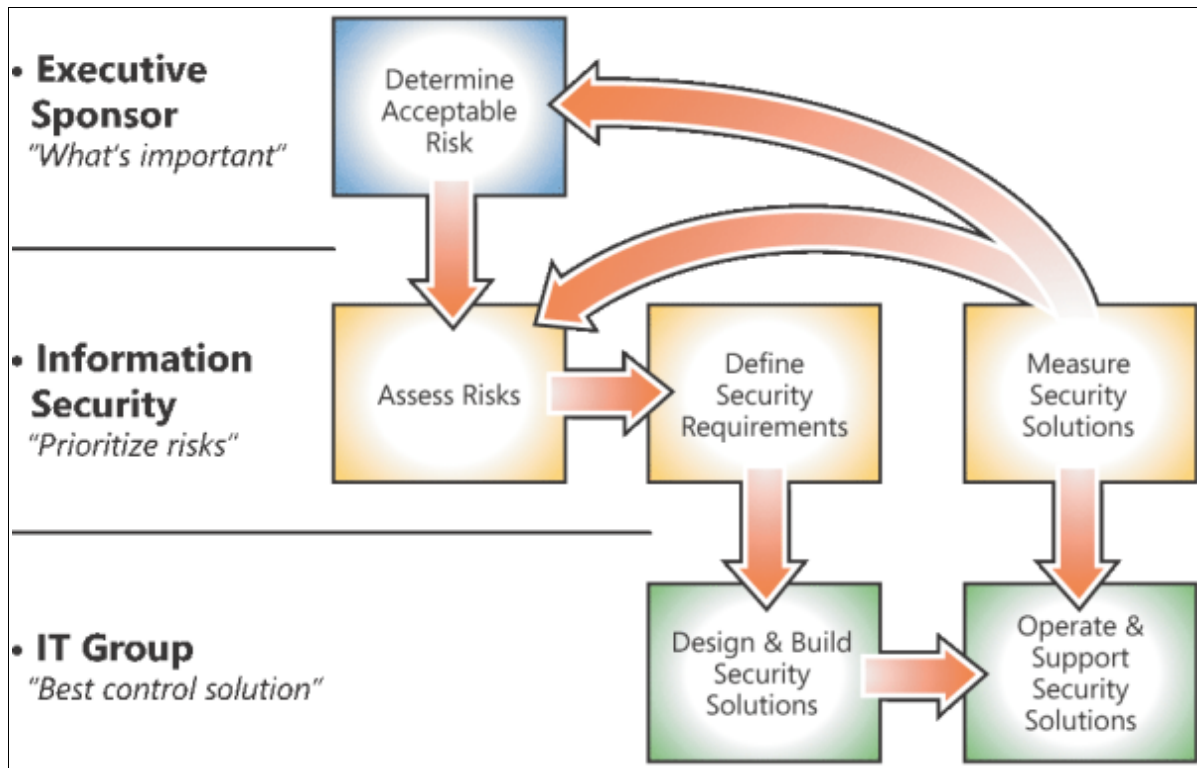 • Executive
Sponsor
"What's important"
Determine
Acceptable
Risk
• Information
Security
"Prioritize risks"
Assess Risks
Define
Security
Requirements
Measure
Security
Solutions
• IT Group
"Best control solution"
Design & Build
Security
Solutions
Operate &
Support
Security
Solutions